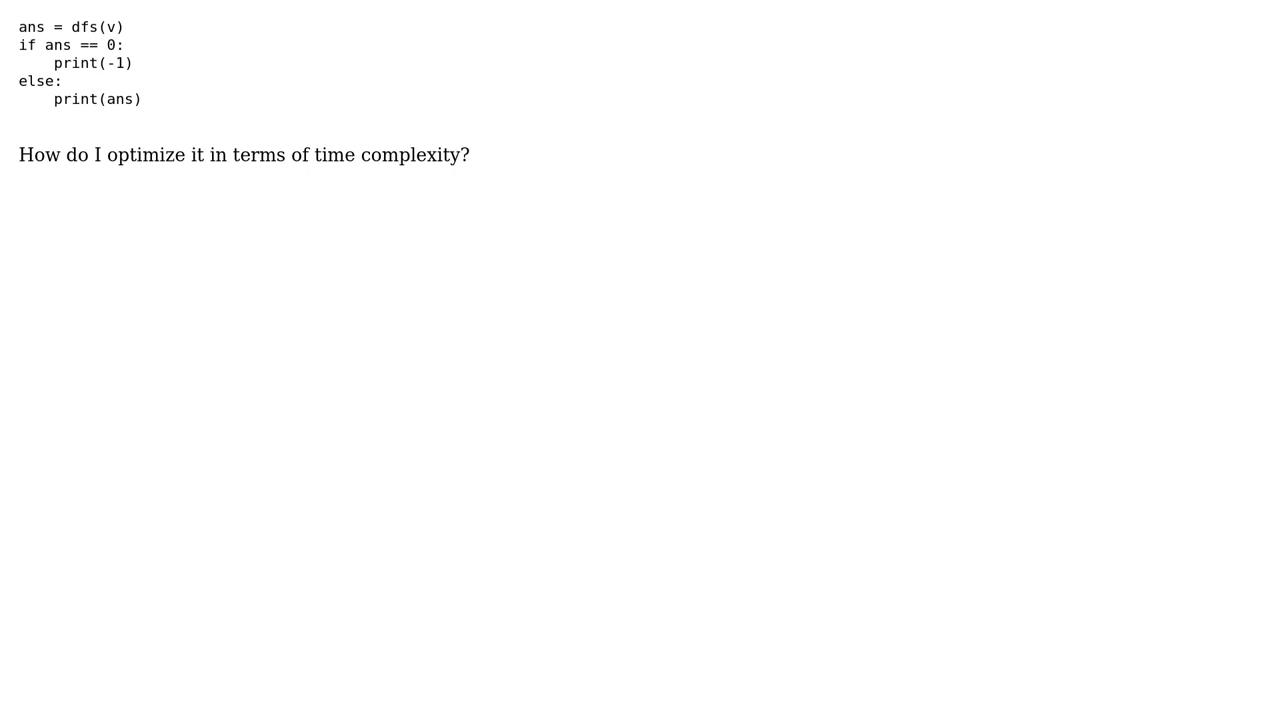 ans = dfs(v)
if ans == 0:
    print(-1)
else:
    print(ans)
How do I optimize it in terms of time complexity?